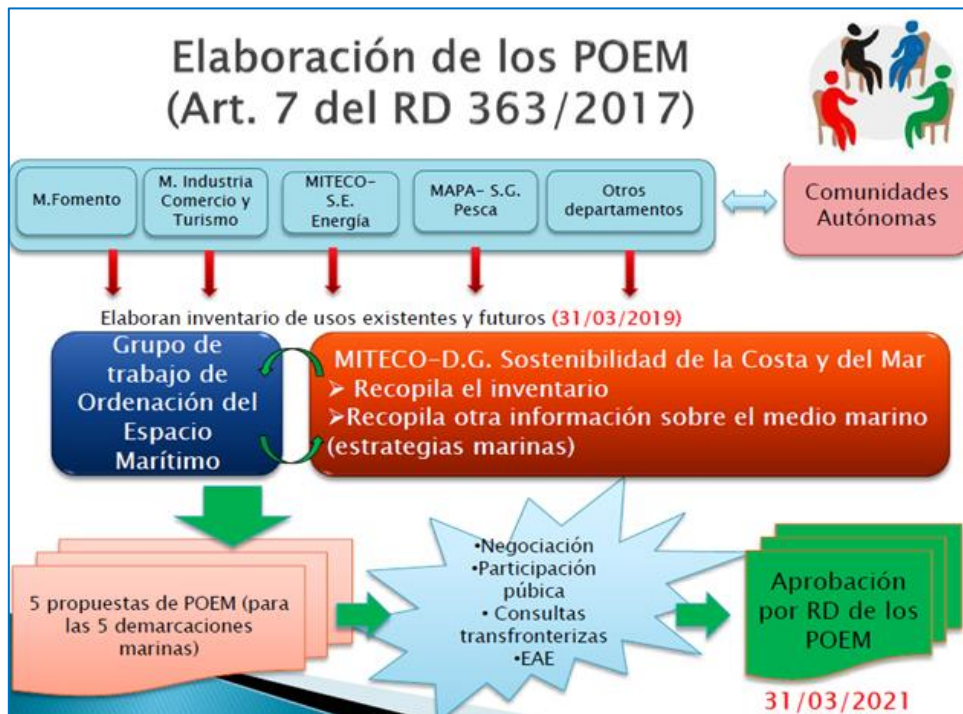 Elaboración de los POEM
(Art. 7 del RD 363/2017)
M.Fomento
M. Industria
Comercio y
Turismo
MITECO-
S.E.
Energía
MAPA- S.G.
Pesca
Otros
departamentos
Comunidades
Autónomas
Elaboran inventario de usos existentes y futuros (31/03/2019)
Grupo de
trabajo de
Ordenación del
Espacio
Marítimo
MITECO-D.G. Sostenibilidad de la Costa y del Mar
➢ Recopila el inventario
➢Recopila otra información sobre el medio marino
(estrategias marinas)
5 propuestas de POEM (para
las 5 demarcaciones
marinas)
•Negociación
•Participación
púbica
• Consultas
transfronterizas
•EAE
Aprobación
por RD de los
POEM
31/03/2021